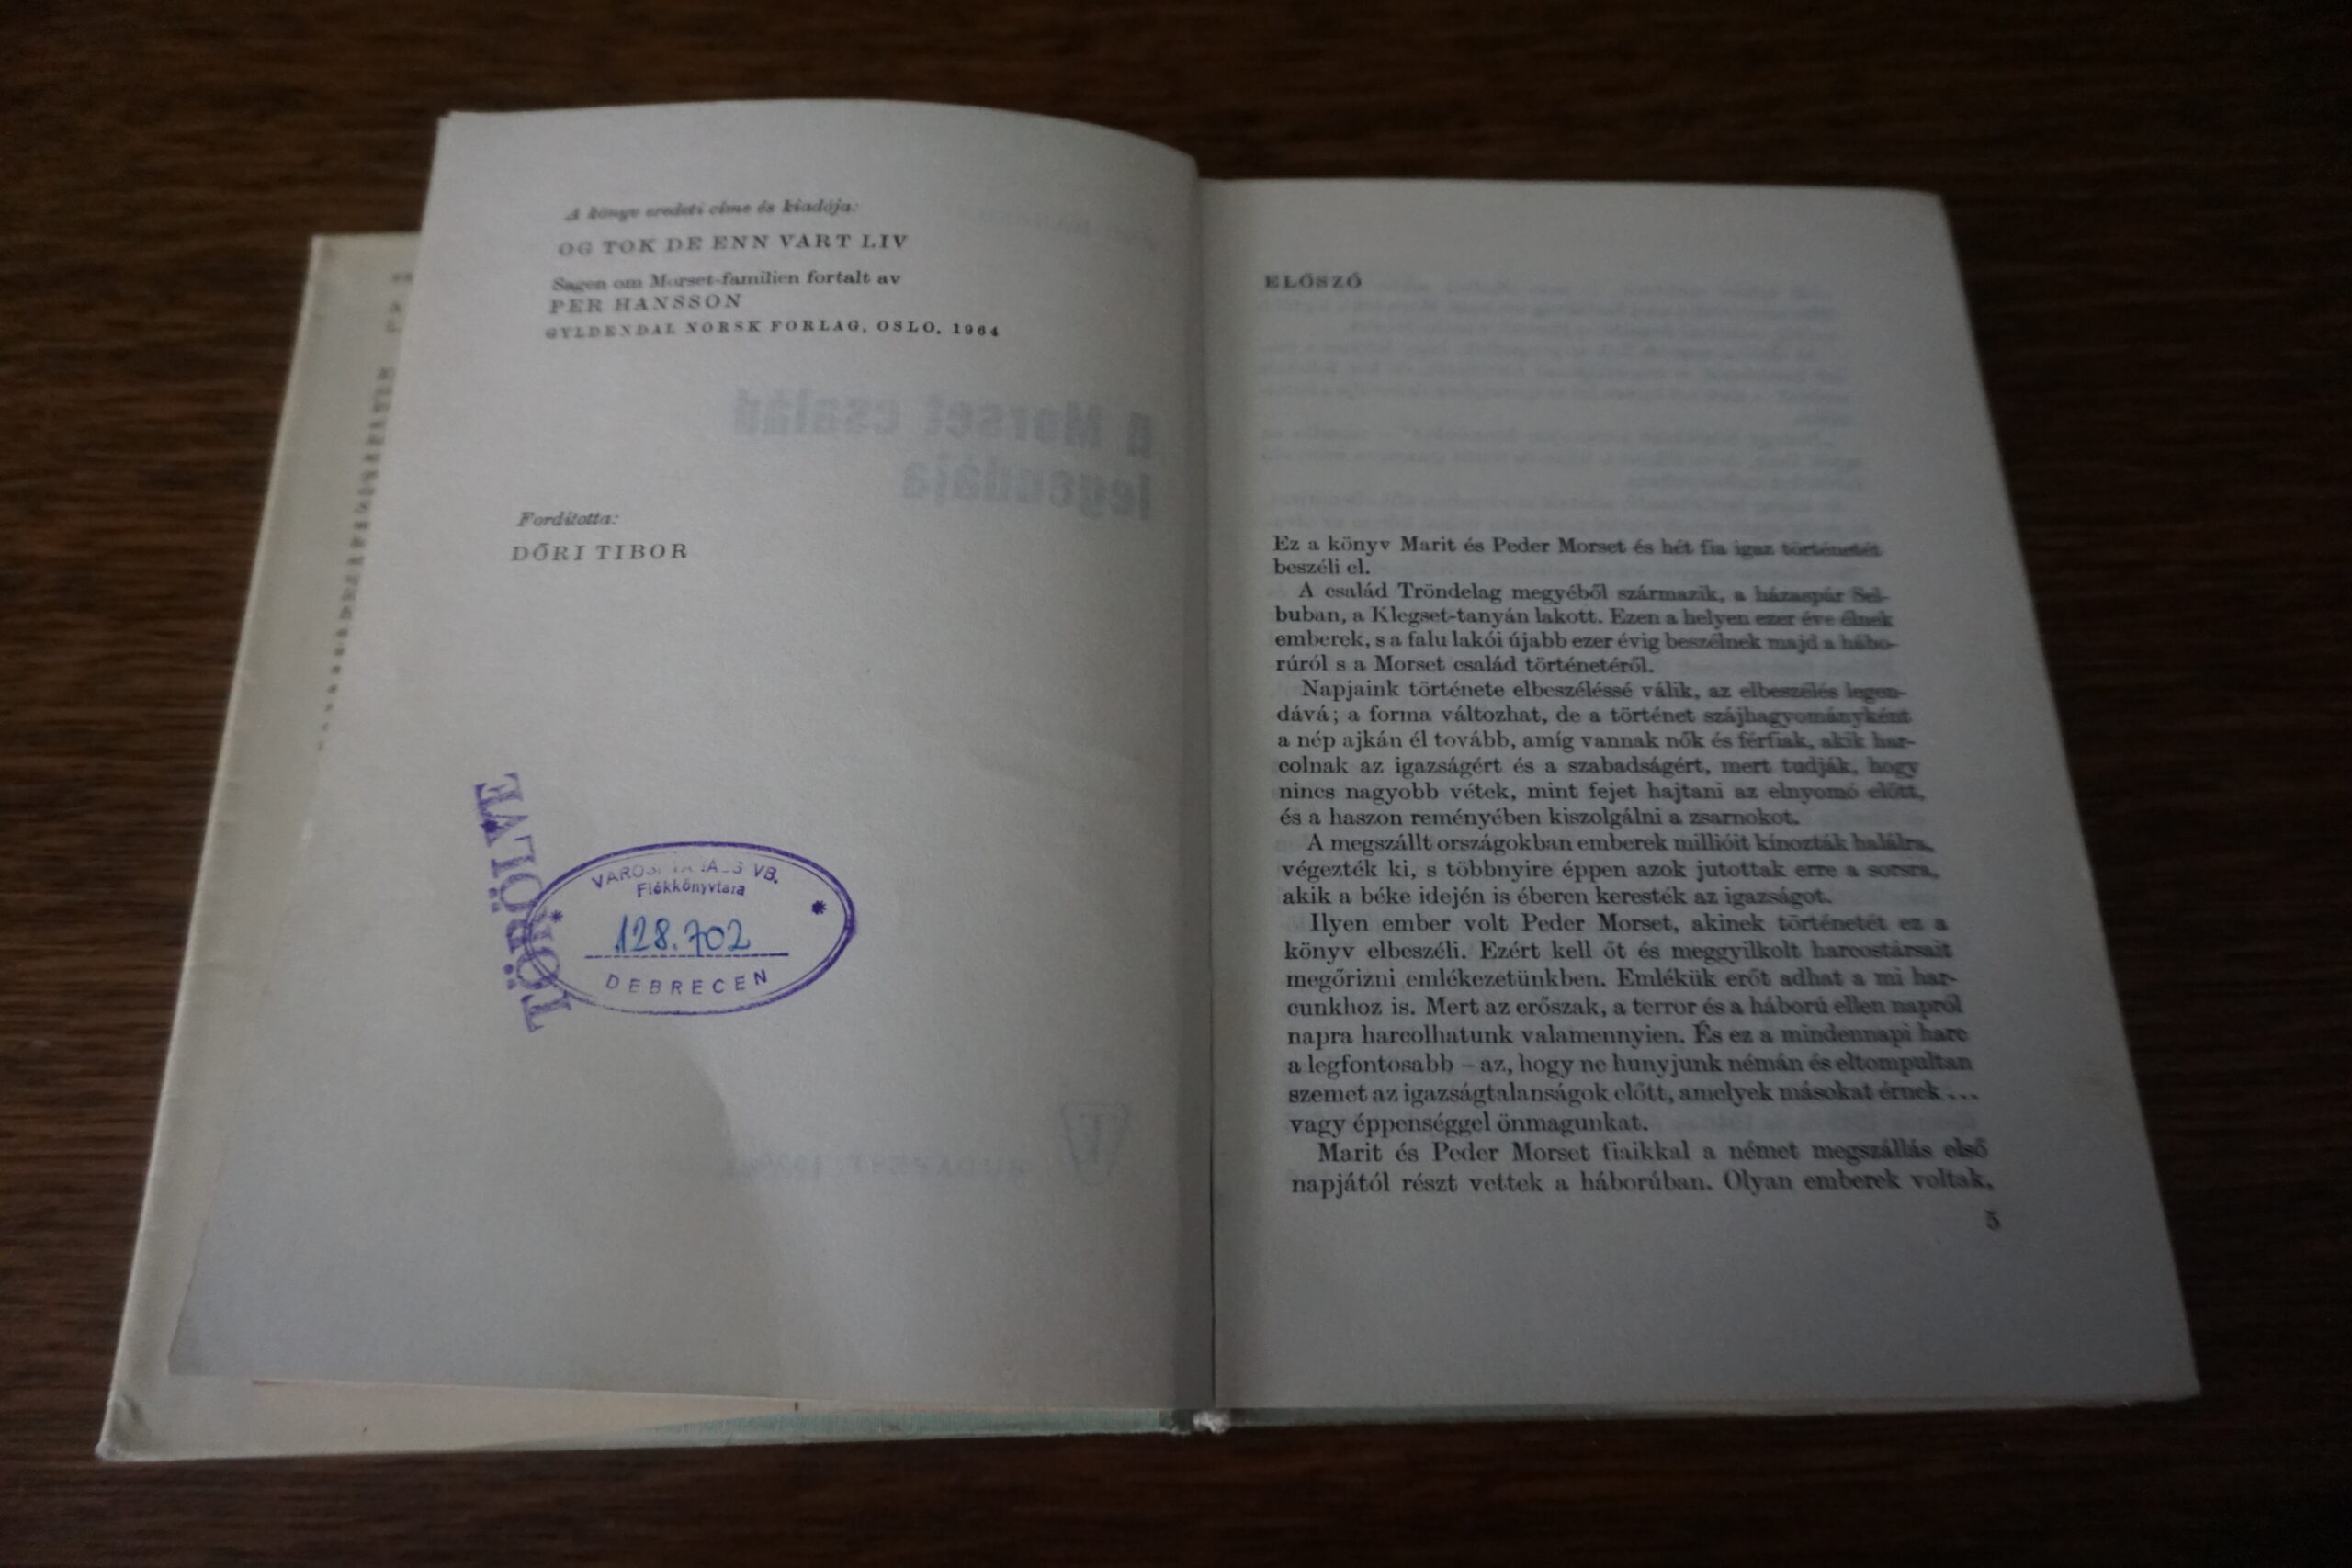 A könyv eredeti címe és kiadója:
OG TOK DE ENN VART LIV
Sagen om Morset-familien fortalt av
PER HANSSON
GYLDENDAL NORSK FORLAG, OSLO, 1964
A Morset család
legendája
Fordította:
DŐRI TIBOR
TÖRÖLVE
VÁROSI TANÁCS VB.
Fiókkönyvtára
128.702
DEBRECEN
ELŐSZÓ
Ez a könyv Marit és Peder Morset és hét fia igaz történetét
beszéli el.
A család Tröndelag megyéből származik, a házaspár Sel-
buban, a Klegset-tanyán lakott. Ezen a helyen ezer éve élnek
emberek, s a falu lakói újabb ezer évig beszélnek majd a hábo-
rúról s a Morset család történetéről.
Napjaink története elbeszéléssé válik, az elbeszélés legen-
dává; a forma változhat, de a történet szájhagyományként
a nép ajkán él tovább, amíg vannak nők és férfiak, akik har-
colnak az igazságért és a szabadságért, mert tudják, hogy
nincs nagyobb vétek, mint fejet hajtani az elnyomó előtt,
és a haszon reményében kiszolgálni a zsarnokot.
A megszállt országokban emberek millióit kínozták halálra,
végezték ki, s többnyire éppen azok jutottak erre a sorsra,
akik a béke idején is éberen keresték az igazságot.
Ilyen ember volt Peder Morset, akinek történetét ez a
könyv elbeszéli. Ezért kell őt és meggyilkolt harcostársait
megőrizni emlékezetünkben. Emlékük erőt adhat a mi har-
cunkhoz is. Mert az erőszak, a terror és a háború ellen napról
napra harcolhatunk valamennyien. És ez a mindennapi harc
a legfontosabb – az, hogy ne hunyjunk némán és eltompultan
szemet az igazságtalanságok előtt, amelyek másokat érnek ...
vagy éppenséggel önmagunkat.
Marit és Peder Morset fiaikkal a német megszállás első
napjától részt vettek a háborúban. Olyan emberek voltak,
5